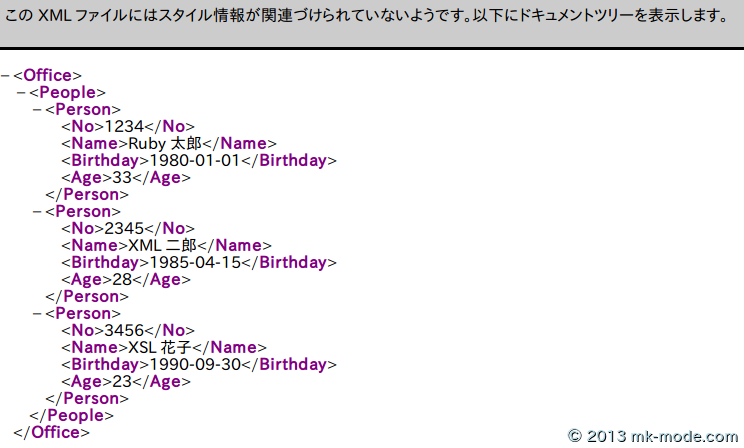 この XML ファイルにはスタイル情報が関連づけられていないようです。以下にドキュメントツリーを表示します。
−<Office>
−<People>
−<Person>
<No>1234</No>
<Name>Ruby 太郎</Name>
<Birthday>1980-01-01</Birthday>
<Age>33</Age>
</Person>
−<Person>
<No>2345</No>
<Name>XML 二郎</Name>
<Birthday>1985-04-15</Birthday>
<Age>28</Age>
</Person>
−<Person>
<No>3456</No>
<Name>XSL 花子</Name>
<Birthday>1990-09-30</Birthday>
<Age>23</Age>
</Person>
</People>
</Office>
© 2013 mk-mode.com